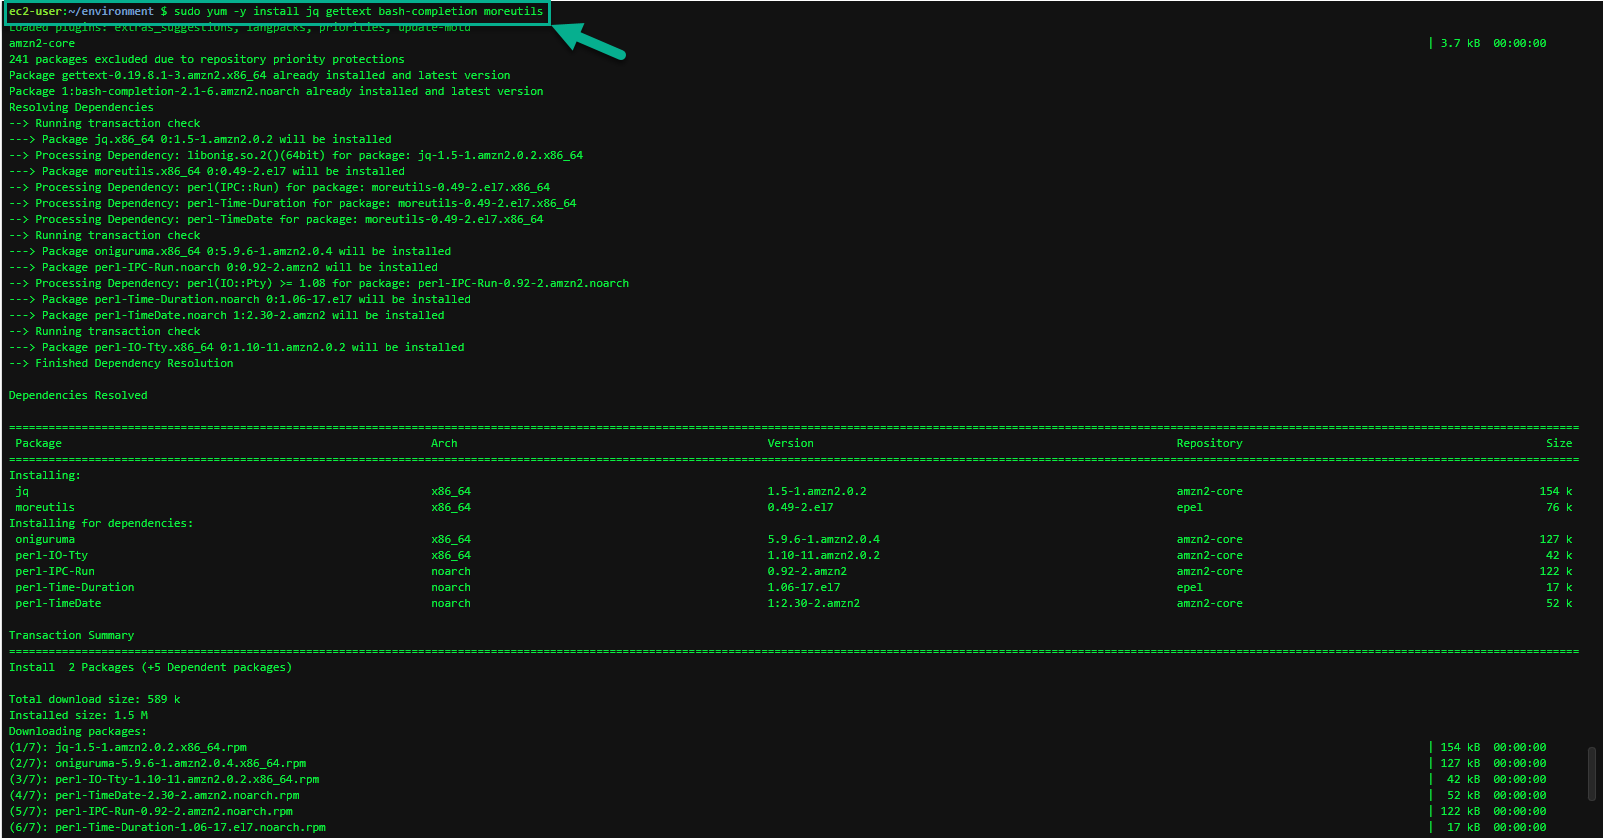 ec2-user:~/environment $ sudo yum -y install jq gettext bash-completion moreutils
Loaded plugins: extras_suggestions, langpacks, priorities, update-motd
amzn2-core | 3.7 kB 00:00:00
241 packages excluded due to repository priority protections
Package gettext-0.19.8.1-3.amzn2.x86_64 already installed and latest version
Package 1:bash-completion-2.1-6.amzn2.noarch already installed and latest version
Resolving Dependencies
--> Running transaction check
---> Package jq.x86_64 0:1.5-1.amzn2.0.2 will be installed
--> Processing Dependency: libonig.so.2()(64bit) for package: jq-1.5-1.amzn2.0.2.x86_64
---> Package moreutils.x86_64 0:0.49-2.el7 will be installed
--> Processing Dependency: perl(IPC::Run) for package: moreutils-0.49-2.el7.x86_64
--> Processing Dependency: perl-Time-Duration for package: moreutils-0.49-2.el7.x86_64
--> Processing Dependency: perl-TimeDate for package: moreutils-0.49-2.el7.x86_64
--> Running transaction check
---> Package oniguruma.x86_64 0:5.9.6-1.amzn2.0.4 will be installed
---> Package perl-IPC-Run.noarch 0:0.92-2.amzn2 will be installed
--> Processing Dependency: perl(IO::Pty) >= 1.08 for package: perl-IPC-Run-0.92-2.amzn2.noarch
---> Package perl-Time-Duration.noarch 0:1.06-17.el7 will be installed
---> Package perl-TimeDate.noarch 1:2.30-2.amzn2 will be installed
--> Running transaction check
---> Package perl-IO-Tty.x86_64 0:1.10-11.amzn2.0.2 will be installed
--> Finished Dependency Resolution
Dependencies Resolved
Package Arch Version Repository Size
Installing:
jq x86_64 1.5-1.amzn2.0.2 amzn2-core 154 k
moreutils x86_64 0.49-2.el7 epel 76 k
Installing for dependencies:
oniguruma x86_64 5.9.6-1.amzn2.0.4 amzn2-core 127 k
perl-IO-Tty x86_64 1.10-11.amzn2.0.2 amzn2-core 42 k
perl-IPC-Run noarch 0.92-2.amzn2 amzn2-core 122 k
perl-Time-Duration noarch 1.06-17.el7 epel 17 k
perl-TimeDate noarch 1:2.30-2.amzn2 amzn2-core 52 k
Transaction Summary
Install 2 Packages (+5 Dependent packages)
Total download size: 589 k
Installed size: 1.5 M
Downloading packages:
(1/7): jq-1.5-1.amzn2.0.2.x86_64.rpm | 154 kB 00:00:00
(2/7): oniguruma-5.9.6-1.amzn2.0.4.x86_64.rpm | 127 kB 00:00:00
(3/7): perl-IO-Tty-1.10-11.amzn2.0.2.x86_64.rpm | 42 kB 00:00:00
(4/7): perl-TimeDate-2.30-2.amzn2.noarch.rpm | 52 kB 00:00:00
(5/7): perl-IPC-Run-0.92-2.amzn2.noarch.rpm | 122 kB 00:00:00
(6/7): perl-Time-Duration-1.06-17.el7.noarch.rpm | 17 kB 00:00:00